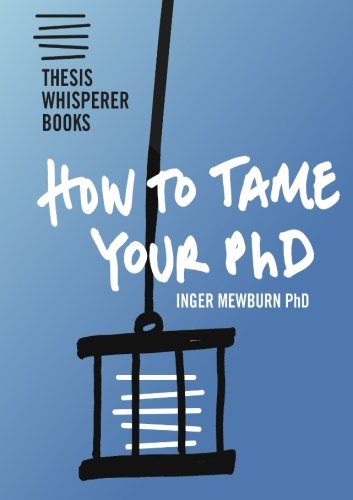 THESIS
WHISPERER
BOOKS
HOW TO TAME
YOUR PhD
INGER MEWBURN PhD